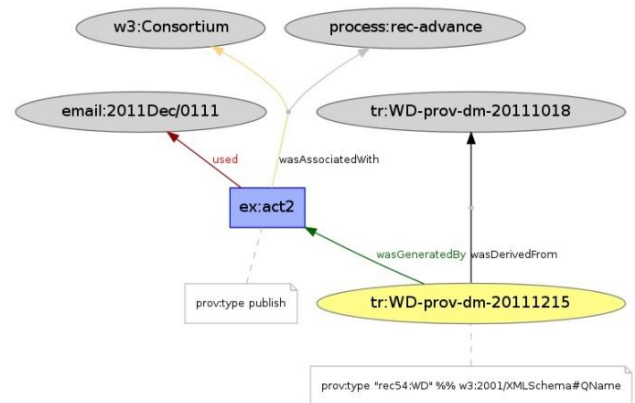 w3:Consortium
process:rec-advance
email:2011Dec/0111
tr:WD-prov-dm-20111018
used
wasAssociatedWith
ex:act2
wasGeneratedBy
wasDerivedFrom
prov:type publish
tr:WD-prov-dm-20111215
prov:type "rec54:WD" %% w3:2001/XMLSchema#QName